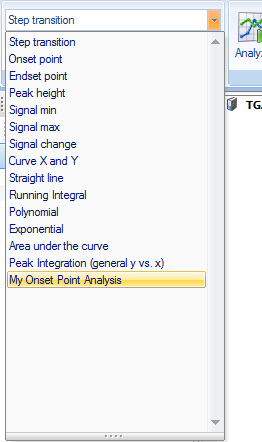 Step transition
Analy
TGA
Step transition
Onset point
Endset point
Peak height
Signal min
Signal max
Signal change
Curve X and Y
Straight line
Running Integral
Polynomial
Exponential
Area under the curve
Peak Integration (general y vs. x)
My Onset Point Analysis